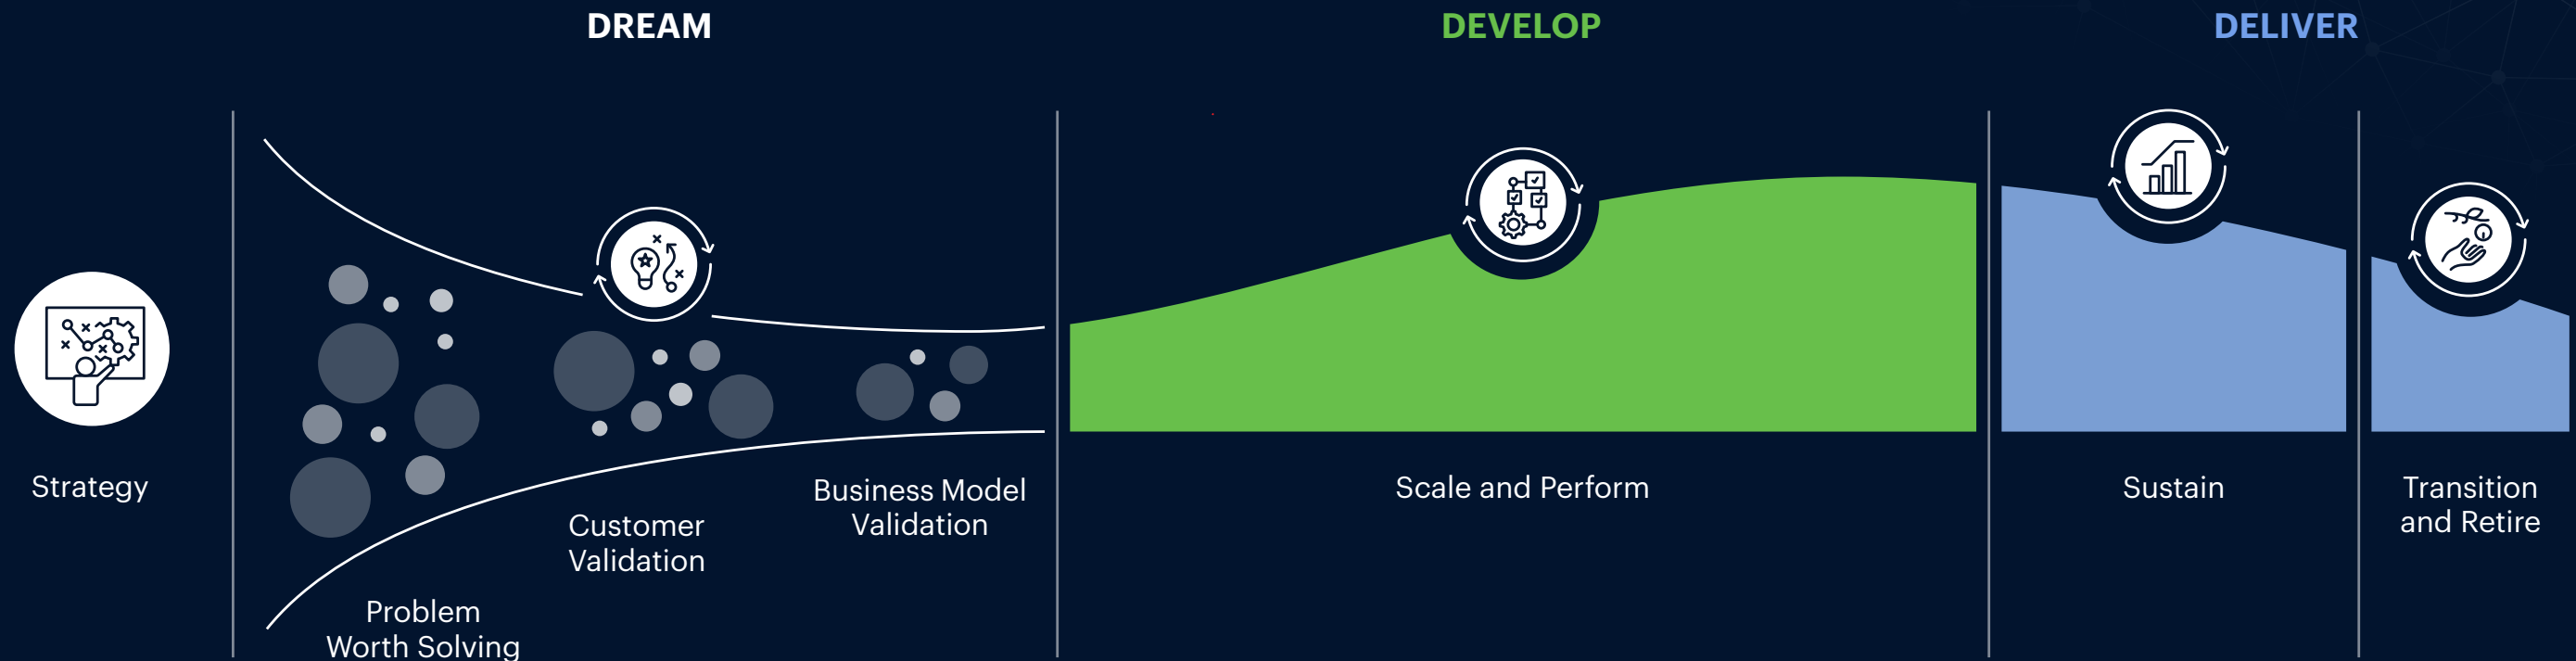 DREAM
DEVELOP
DELIVER
Strategy
Problem
Worth Solving
Customer
Validation
Business Model
Validation
Scale and Perform
Sustain
Transition
and Retire